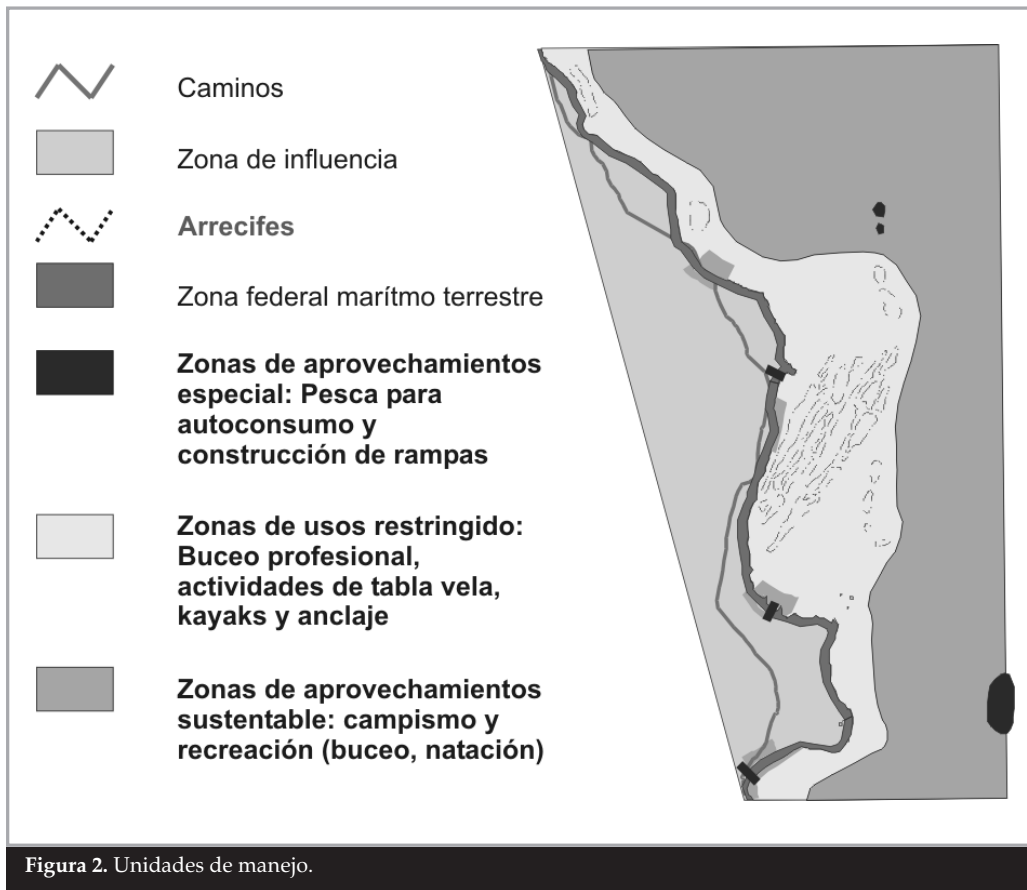 Caminos
Zona de influencia
Arrecifes
Zona federal marítmo terrestre
Zonas de aprovechamientos
especial: Pesca para
autoconsumo y
construcción de rampas
Zonas de usos restringido:
Buceo profesional,
actividades de tabla vela,
kayaks y anclaje
Zonas de aprovechamientos
sustentable: campismo y
recreación (buceo, natación)
Figura 2. Unidades de manejo.